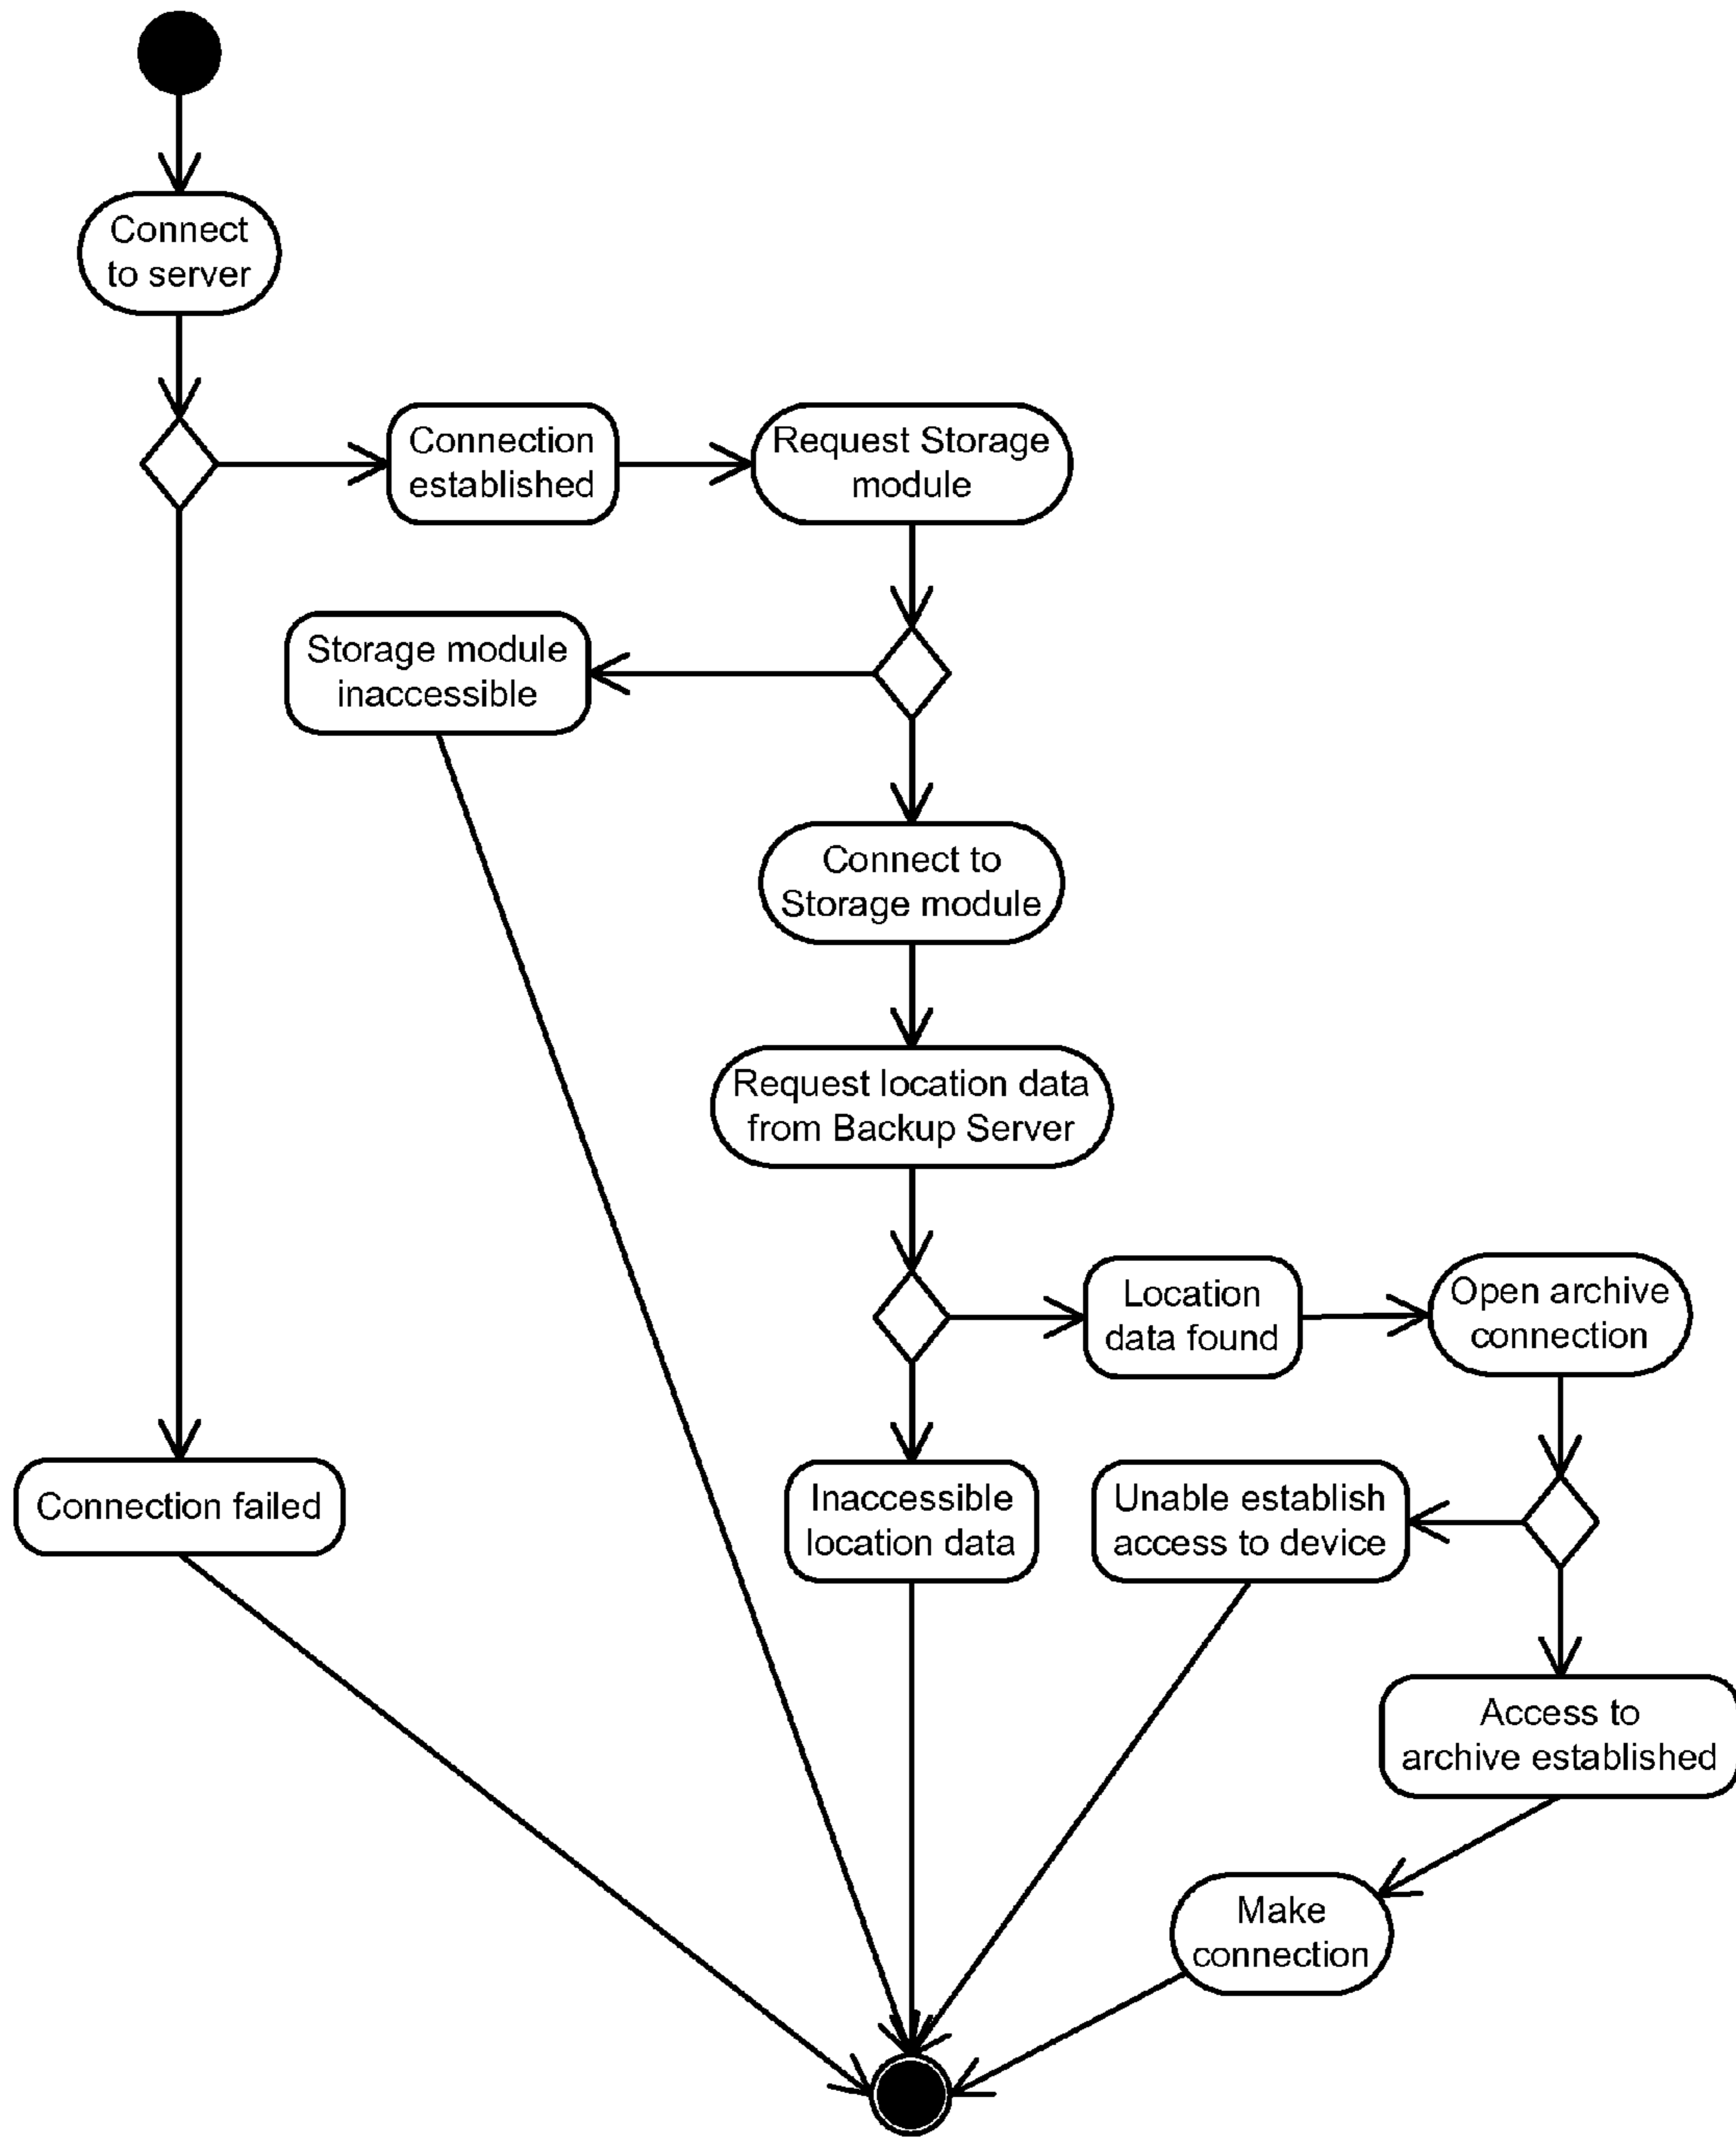 Connect
to server
Connection
established
Request Storage
module
Storage module
inaccessible
Connect to
Storage module
Request location data
from Backup Server
Location
data found
Open archive
connection
Connection failed
Inaccessible
location data
Unable establish
access to device
Access to
archive established
Make
connection